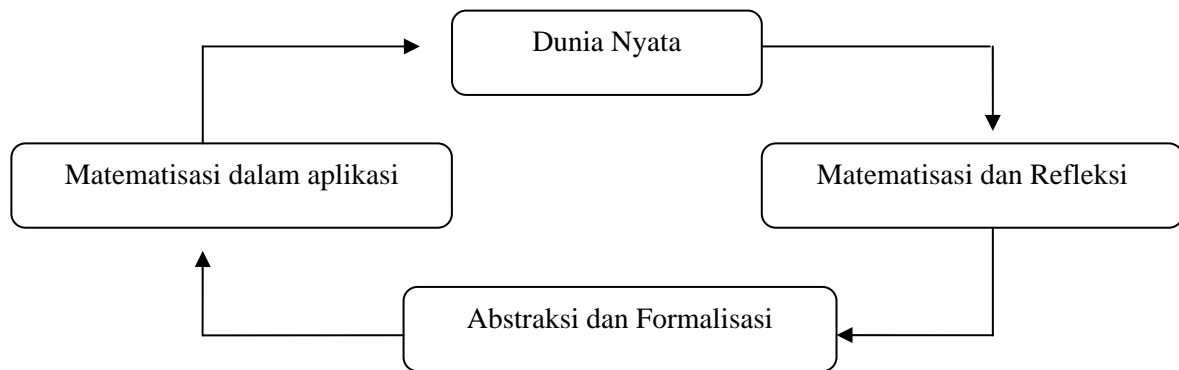 Dunia Nyata
Matematisasi dalam aplikasi
Matematisasi dan Refleksi
Abstraksi dan Formalisasi